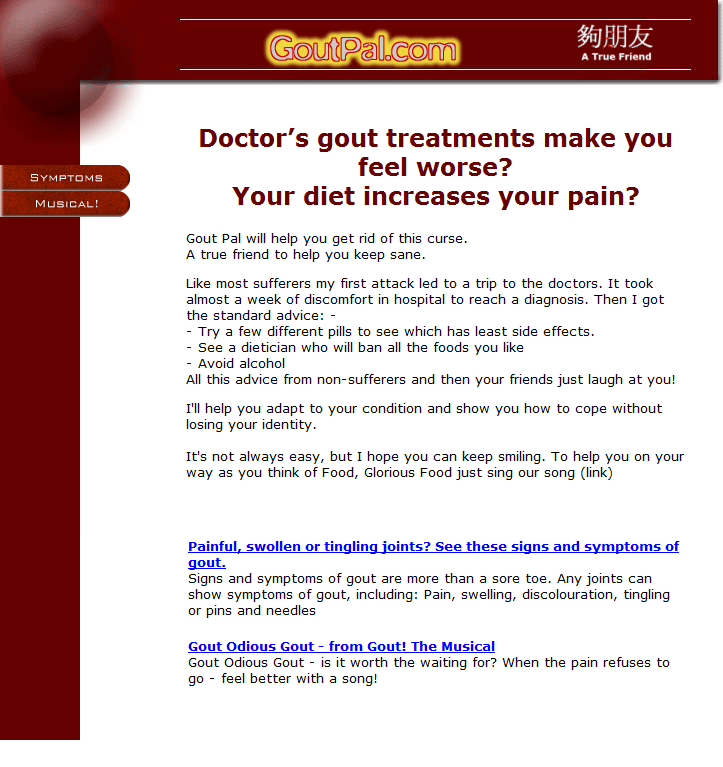 GoutPal.com
夠朋友
A True Friend
Doctor’s gout treatments make you
feel worse?
Your diet increases your pain?
Symptoms
Musical!
Gout Pal will help you get rid of this curse.
A true friend to help you keep sane.
Like most sufferers my first attack led to a trip to the doctors. It took
almost a week of discomfort in hospital to reach a diagnosis. Then I got
the standard advice: -
- Try a few different pills to see which has least side effects.
- See a dietician who will ban all the foods you like
- Avoid alcohol
All this advice from non-sufferers and then your friends just laugh at you!
I'll help you adapt to your condition and show you how to cope without
losing your identity.
It's not always easy, but I hope you can keep smiling. To help you on your
way as you think of Food, Glorious Food just sing our song (link)
Painful, swollen or tingling joints? See these signs and symptoms of
gout.
Signs and symptoms of gout are more than a sore toe. Any joints can
show symptoms of gout, including: Pain, swelling, discolouration, tingling
or pins and needles
Gout Odious Gout - from Gout! The Musical
Gout Odious Gout - is it worth the waiting for? When the pain refuses to
go - feel better with a song!